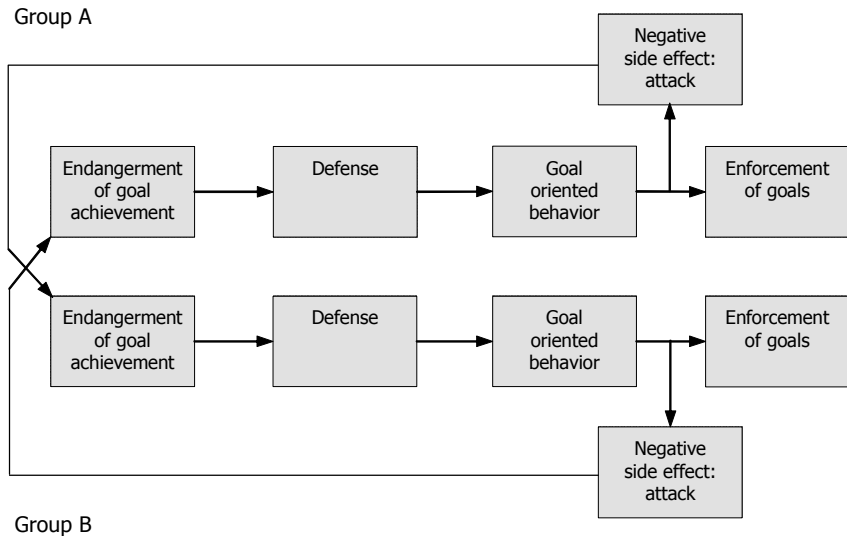 Group A
Negative
side effect:
attack
Endangerment
of goal
achievement
Defense
Goal
oriented
behavior
Enforcement
of goals
Endangerment
of goal
achievement
Defense
Goal
oriented
behavior
Enforcement
of goals
Negative
side effect:
attack
Group B